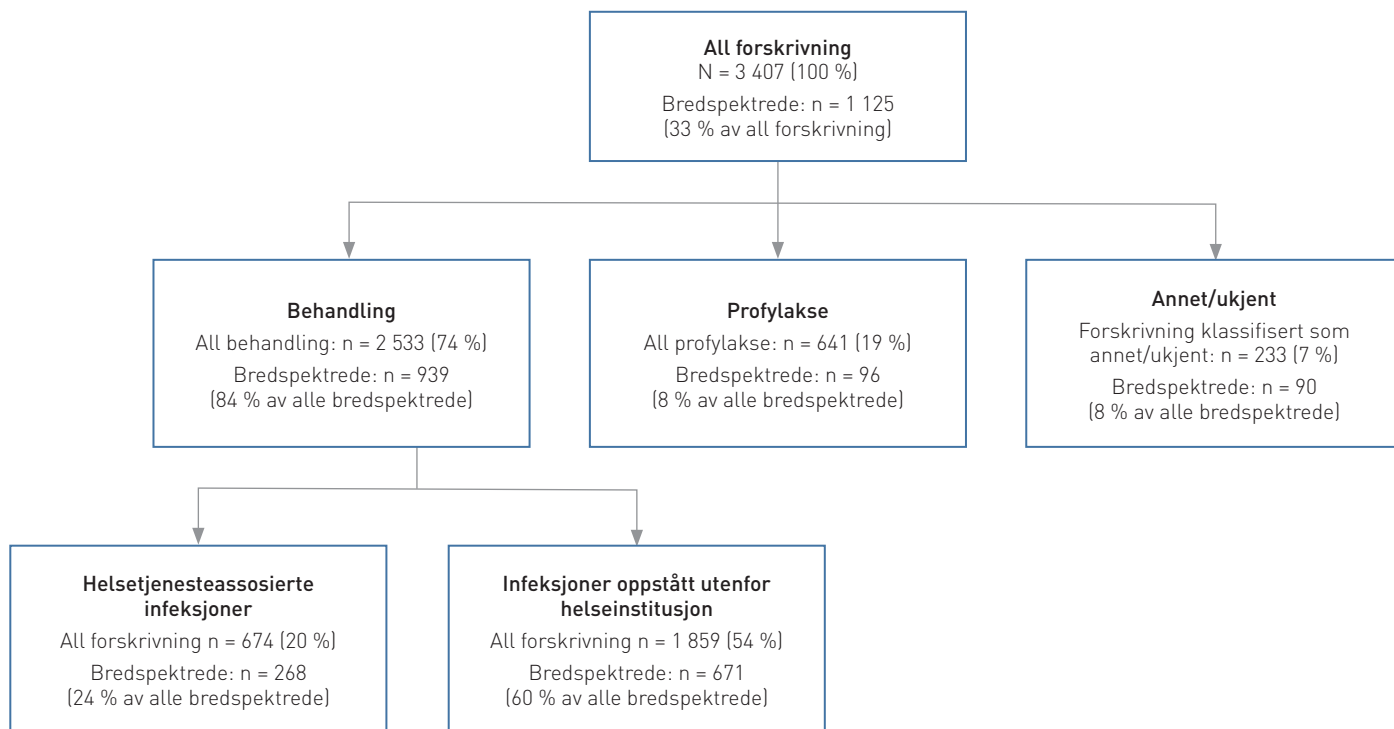 All forskrivning
N = 3 407 (100 %)
Bredspektrede: n = 1 125
(33 % av all forskrivning)
Behandling
All behandling: n = 2 533 (74 %)
Bredspektrede: n = 939
(84 % av alle bredspektrede)
Profylakse
All profylakse: n = 641 (19 %)
Bredspektrede: n = 96
(8 % av alle bredspektrede)
Annet/ukjent
Forskrivning klassifisert som
annet/ukjent: n = 233 (7 %)
Bredspektrede: n = 90
(8 % av alle bredspektrede)
Helsetjenesteassosierte
infeksjoner
All forskrivning n = 674 (20 %)
Bredspektrede: n = 268
(24 % av alle bredspektrede)
Infeksjoner oppstått utenfor
helseinstitusjon
All forskrivning n = 1 859 (54 %)
Bredspektrede: n = 671
(60 % av alle bredspektrede)